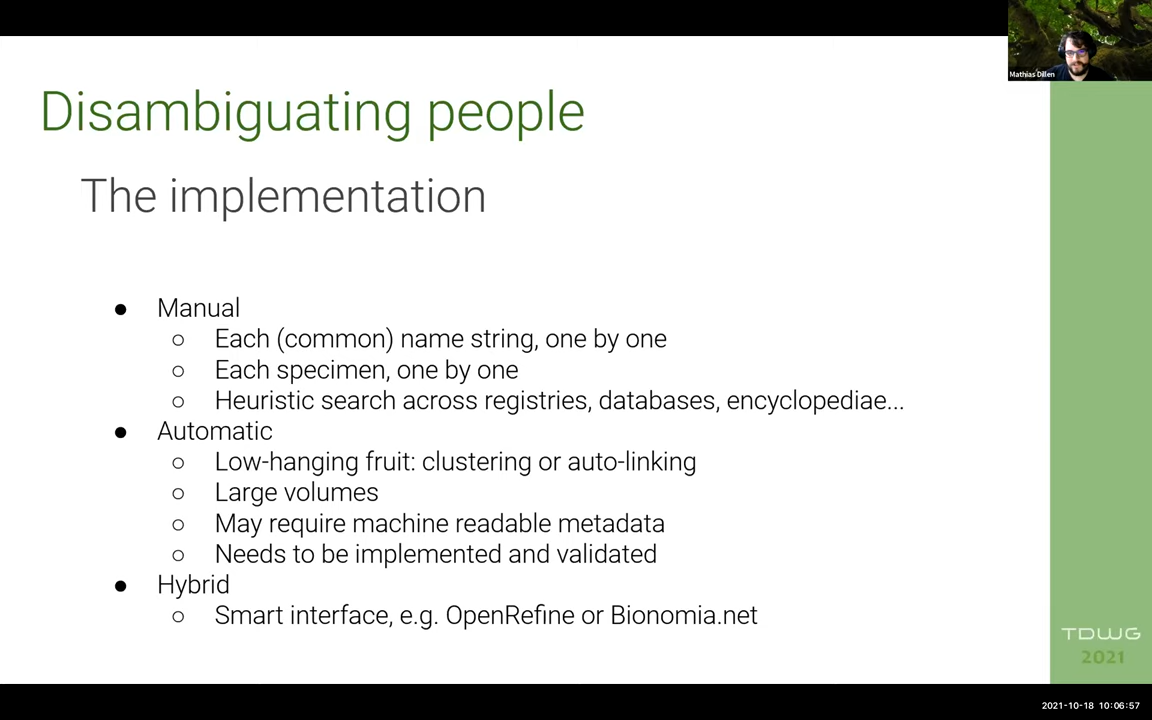 Mathias Dillen
Disambiguating people
The implementation
● Manual
○ Each (common) name string, one by one
○ Each specimen, one by one
○ Heuristic search across registries, databases, encyclopediae...
● Automatic
○ Low-hanging fruit: clustering or auto-linking
○ Large volumes
○ May require machine readable metadata
○ Needs to be implemented and validated
● Hybrid
○ Smart interface, e.g. OpenRefine or Bionomia.net
TDWG
2021
2021-10-18 10:06:57